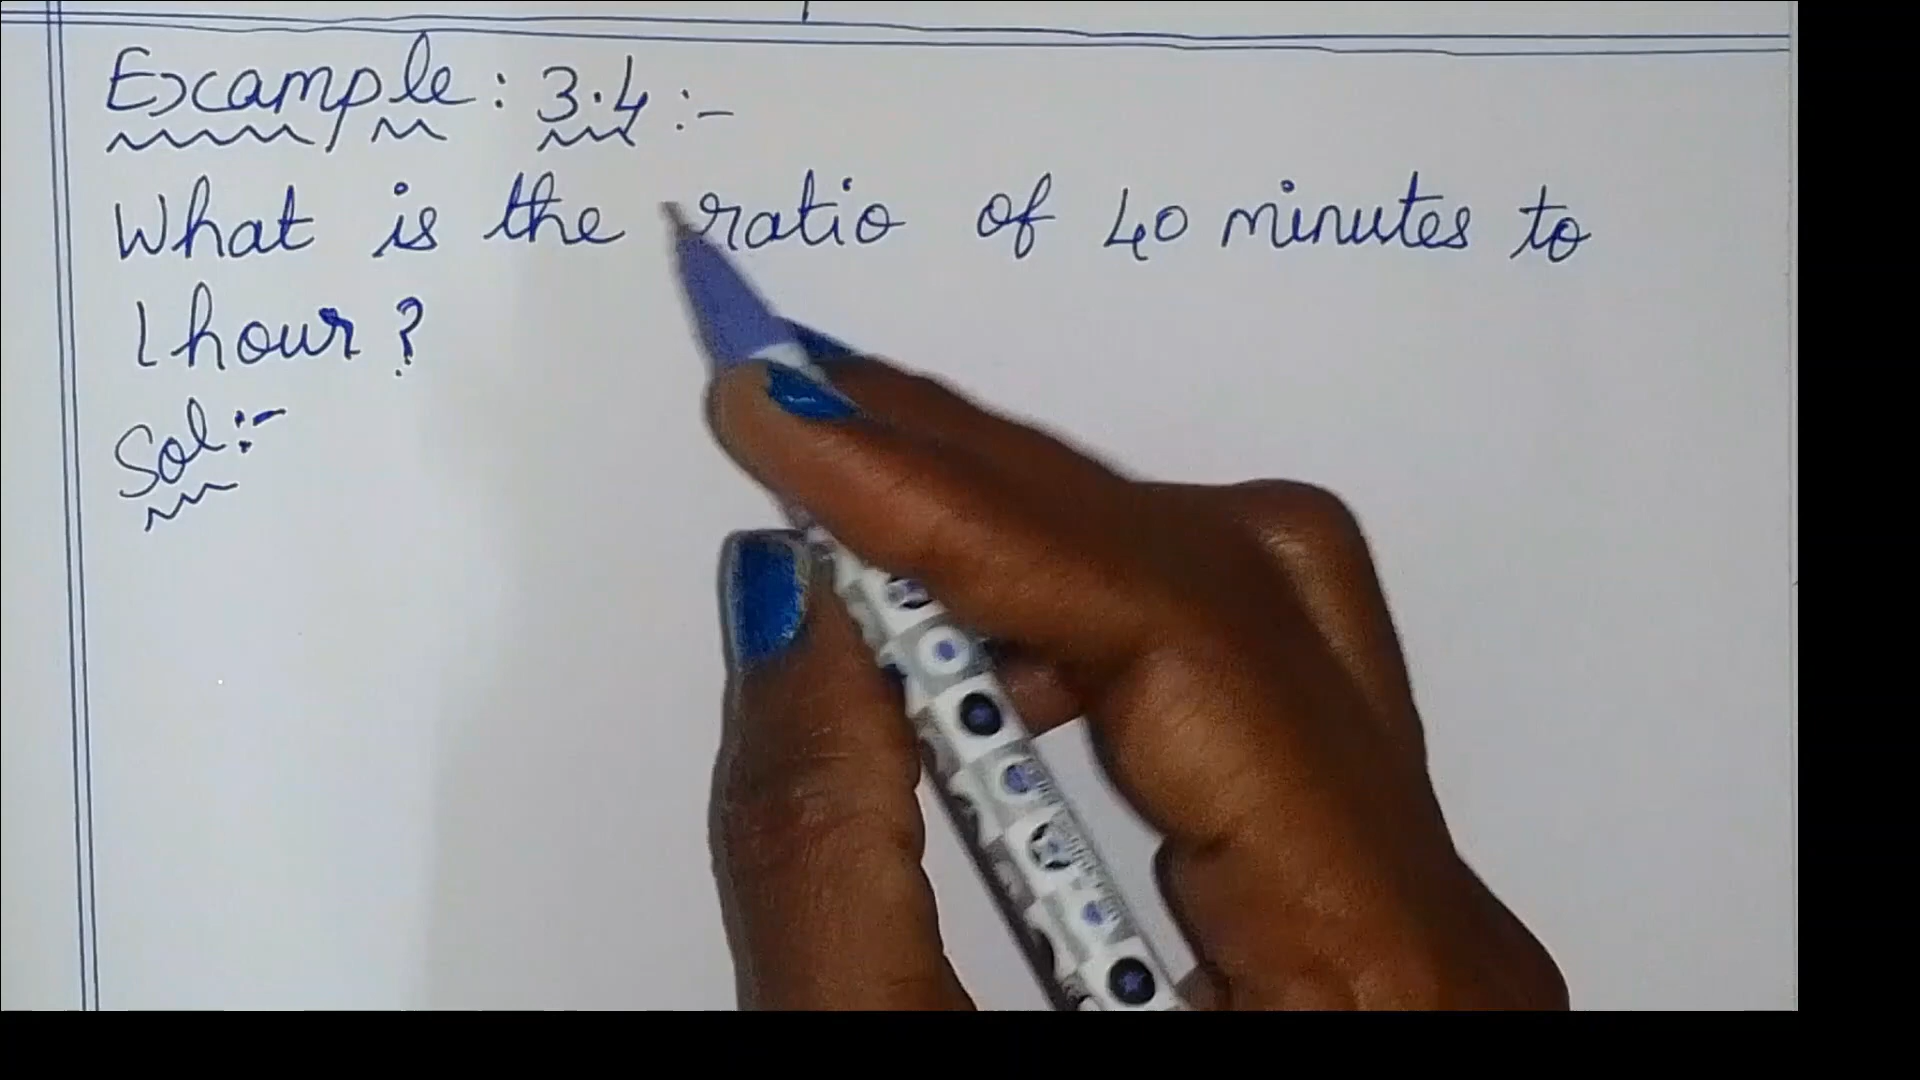 Example: 3.4 :-
What is the ratio of 40 minutes to
1 hour?
Sol:-